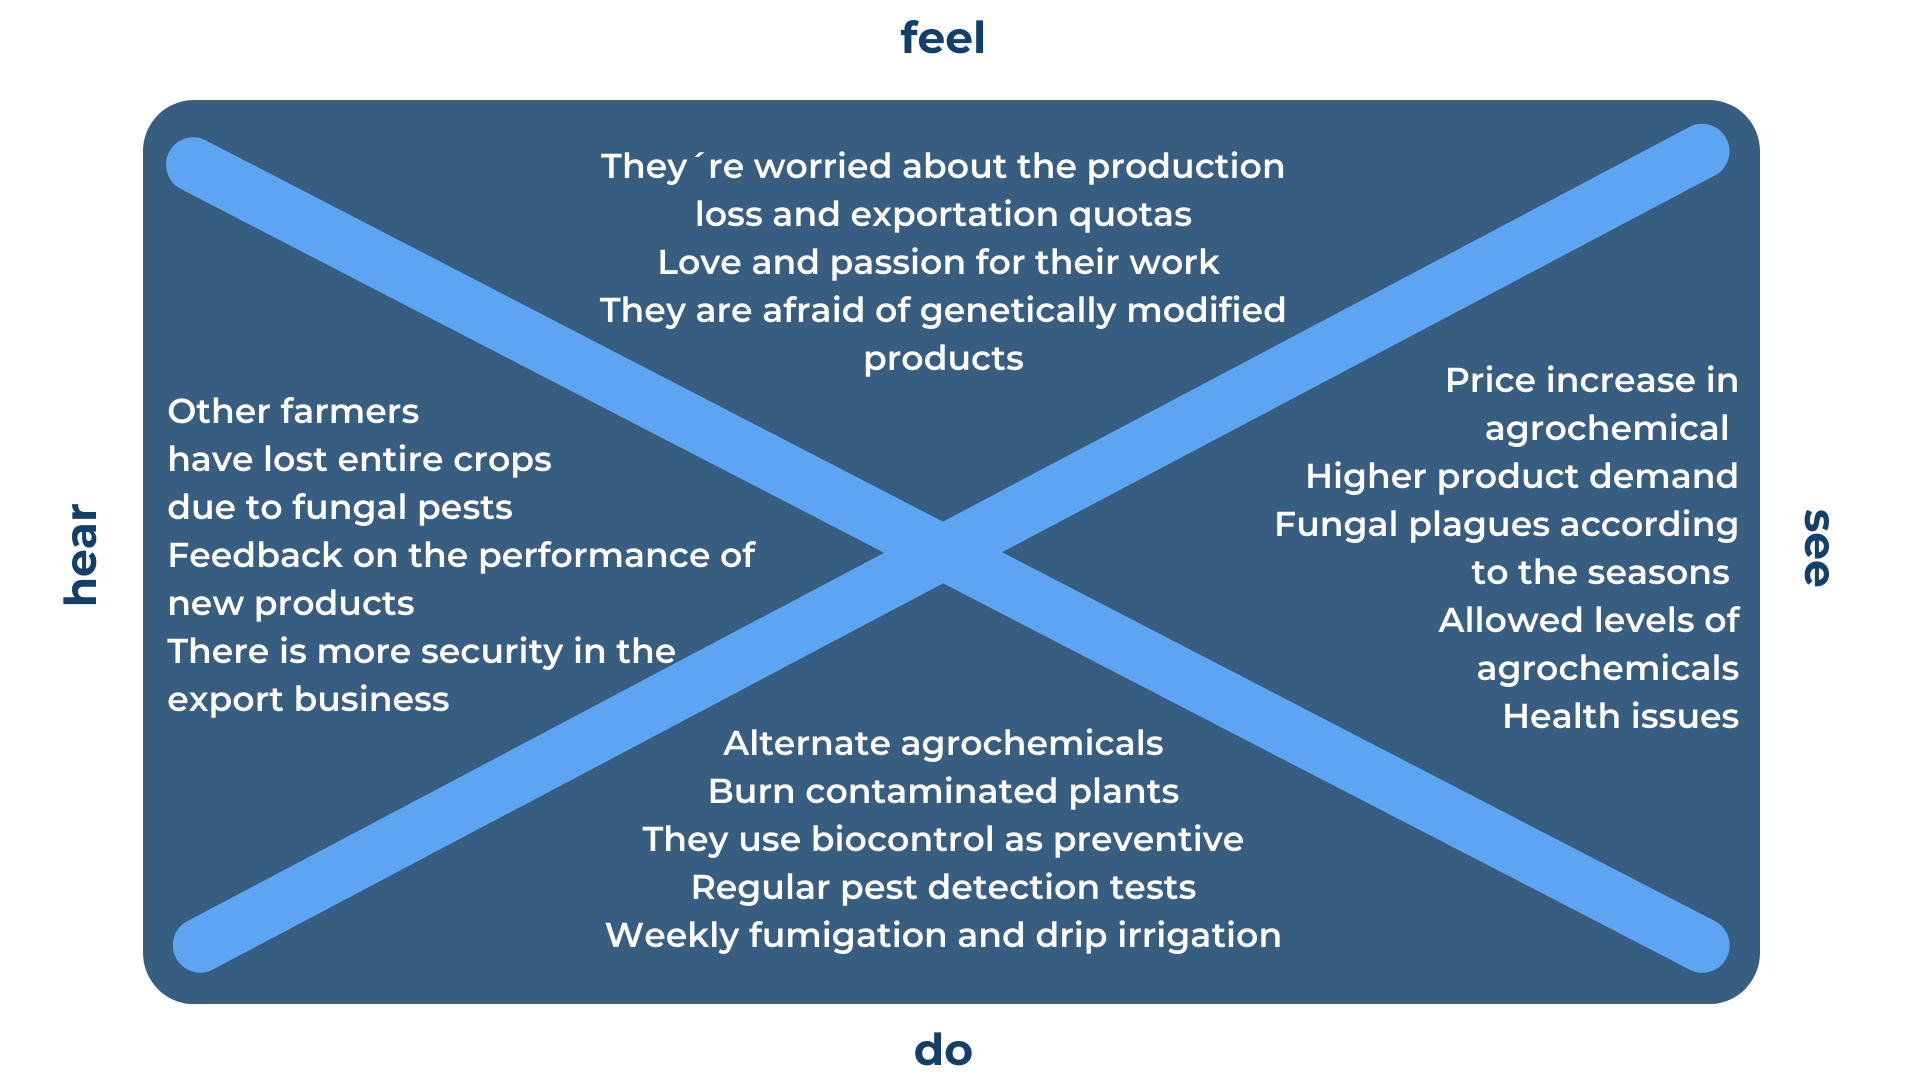 feel
They´re worried about the production
loss and exportation quotas
Love and passion for their work
They are afraid of genetically modified
products
hear
Other farmers
have lost entire crops
due to fungal pests
Feedback on the performance of
new products
There is more security in the
export business
Price increase in
agrochemical
Higher product demand
Fungal plagues according
to the seasons
Allowed levels of
agrochemicals
Health issues
see
Alternate agrochemicals
Burn contaminated plants
They use biocontrol as preventive
Regular pest detection tests
Weekly fumigation and drip irrigation
do